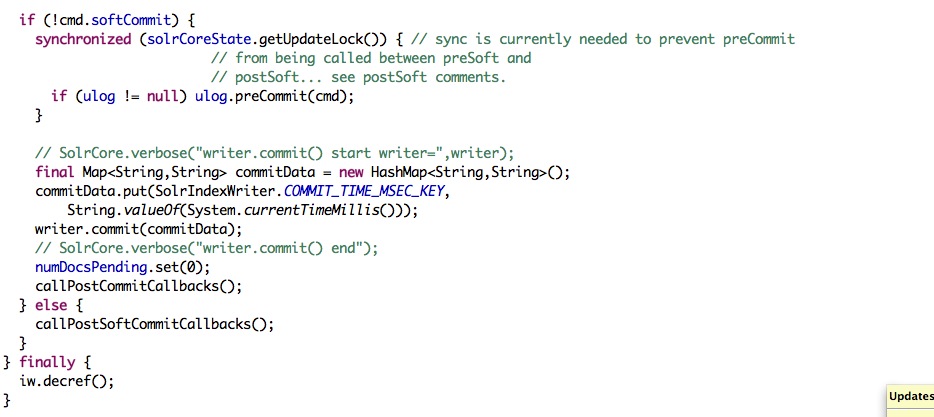 if (!cmd.softCommit) {
synchronized (solrCoreState.getUpdateLock()) { // sync is currently needed to prevent preCommit
// from being called between preSoft and
// postSoft... see postSoft comments.
if (ulog != null) ulog.preCommit(cmd);
}
// SolrCore.verbose("writer.commit() start writer=",writer);
final Map<String,String> commitData = new HashMap<String,String>();
commitData.put(SolrIndexWriter.COMMIT_TIME_MSEC_KEY,
String.valueOf(System.currentTimeMillis()));
writer.commit(commitData);
// SolrCore.verbose("writer.commit() end");
numDocsPending.set(0);
callPostCommitCallbacks();
} else {
callPostSoftCommitCallbacks();
}
} finally {
iw.decref();
}
Updates